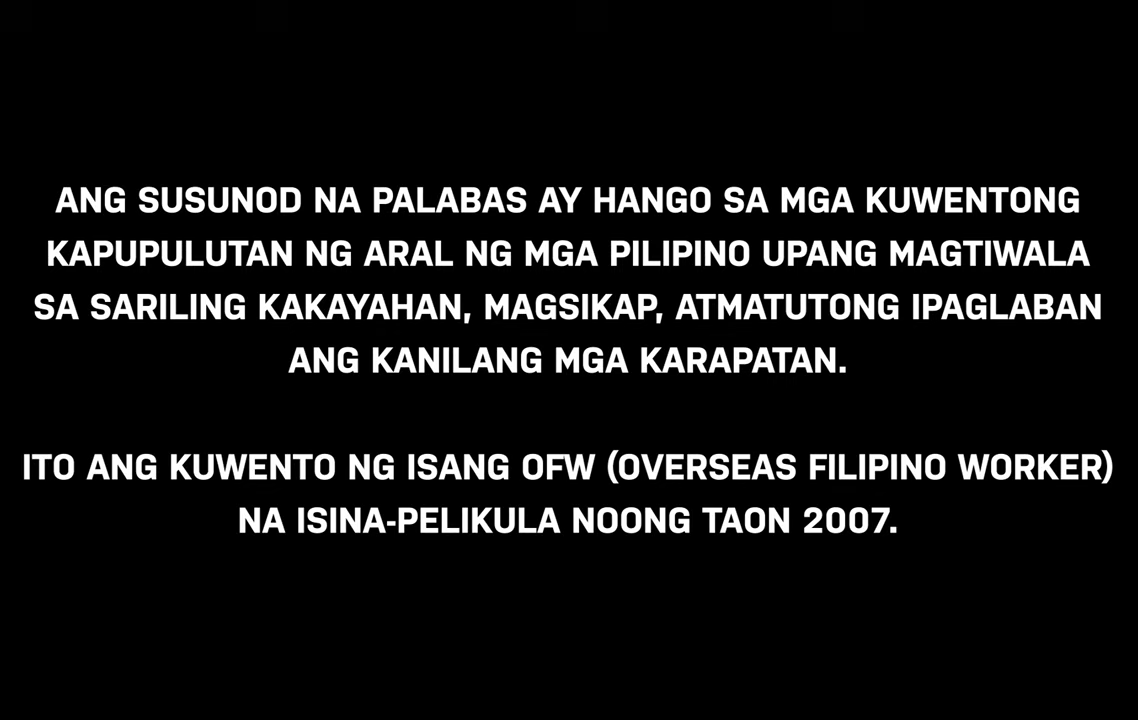 ANG SUSUNOD NA PALABAS AY HANGO SA MGA KUWENTONG
KAPUPULUTAN NG ARAL NG MGA PILIPINO UPANG MAGTIWALA
SA SARILING KAKAYAHAN, MAGSIKAP, ATMATUTONG IPAGLABAN
ANG KANILANG MGA KARAPATAN.
ITO ANG KUWENTO NG ISANG OFW (OVERSEAS FILIPINO WORKER)
NA ISINA-PELIKULA NOONG TAON 2007.